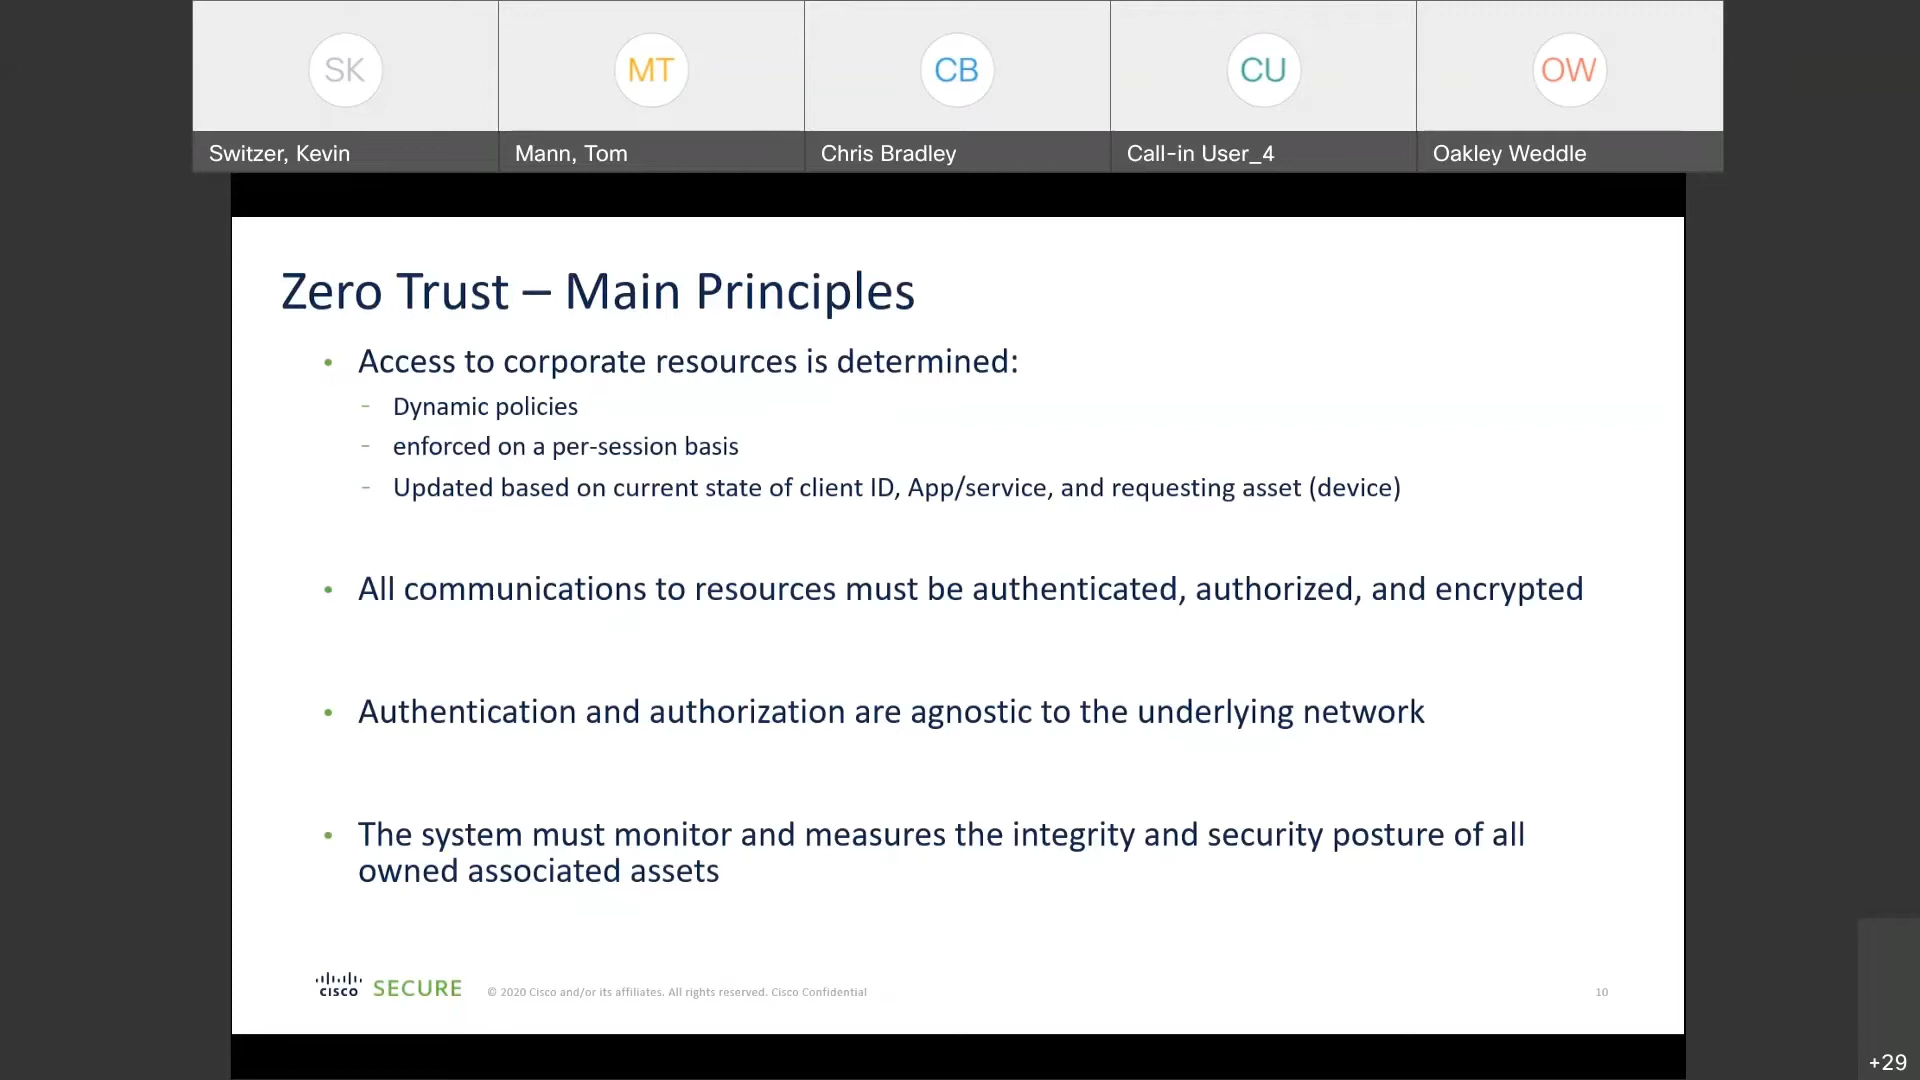 SK
MT
CB
CU
OW
Switzer, Kevin
Mann, Tom
Chris Bradley
Call-in User_4
Oakley Weddle
Zero Trust – Main Principles
• Access to corporate resources is determined:
- Dynamic policies
- enforced on a per-session basis
- Updated based on current state of client ID, App/service, and requesting asset (device)
• All communications to resources must be authenticated, authorized, and encrypted
• Authentication and authorization are agnostic to the underlying network
• The system must monitor and measures the integrity and security posture of all
owned associated assets
CISCO SECURE
© 2020 Cisco and/or its affiliates. All rights reserved. Cisco Confidential
10
+29